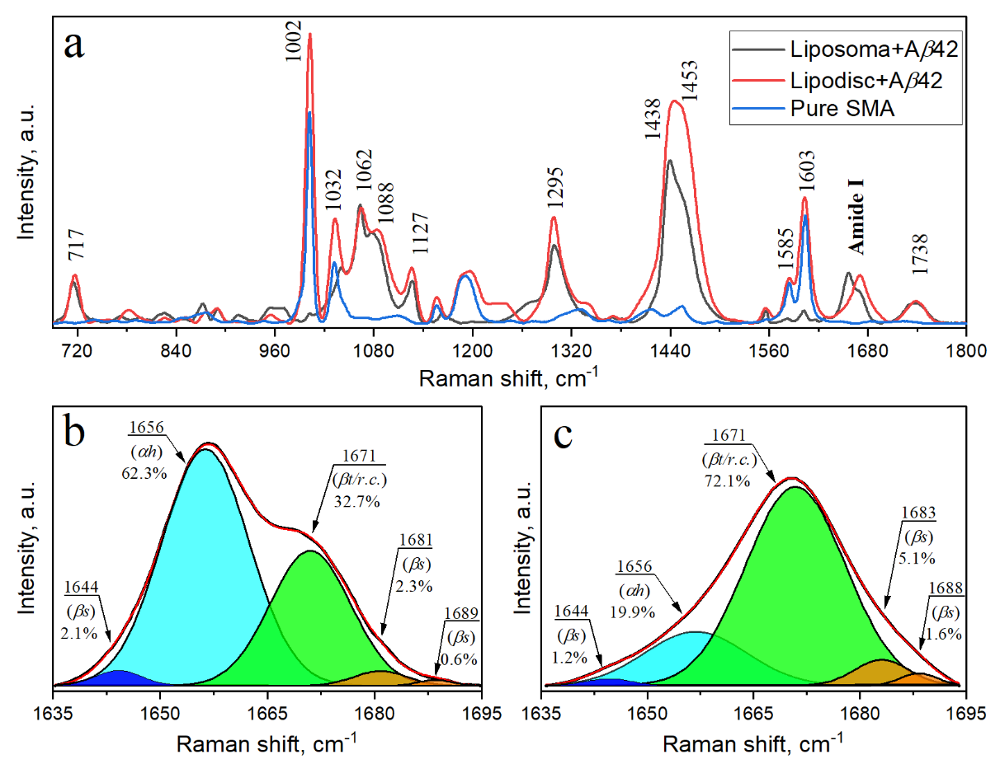 a
Intensity, a.u.
717
1002
1032
1062
1088
1127
1295
1438
1453
1585
1603
Amide I
1738
Liposoma+Aβ42
Lipodisc+Aβ42
Pure SMA
720 840 960 1080 1200 1320 1440 1560 1680 1800
Raman shift, cm-1
b
Intensity, a.u.
1644
(βs)
2.1%
1656
(αh)
62.3%
1671
(βt/r.c.)
32.7%
1681
(βs)
2.3%
1689
(βs)
0.6%
1635 1650 1665 1680 1695
Raman shift, cm-1
c
Intensity, a.u.
1644
(βs)
1.2%
1656
(αh)
19.9%
1671
(βt/r.c.)
72.1%
1683
(βs)
5.1%
1688
(βs)
1.6%
1635 1650 1665 1680 1695
Raman shift, cm-1